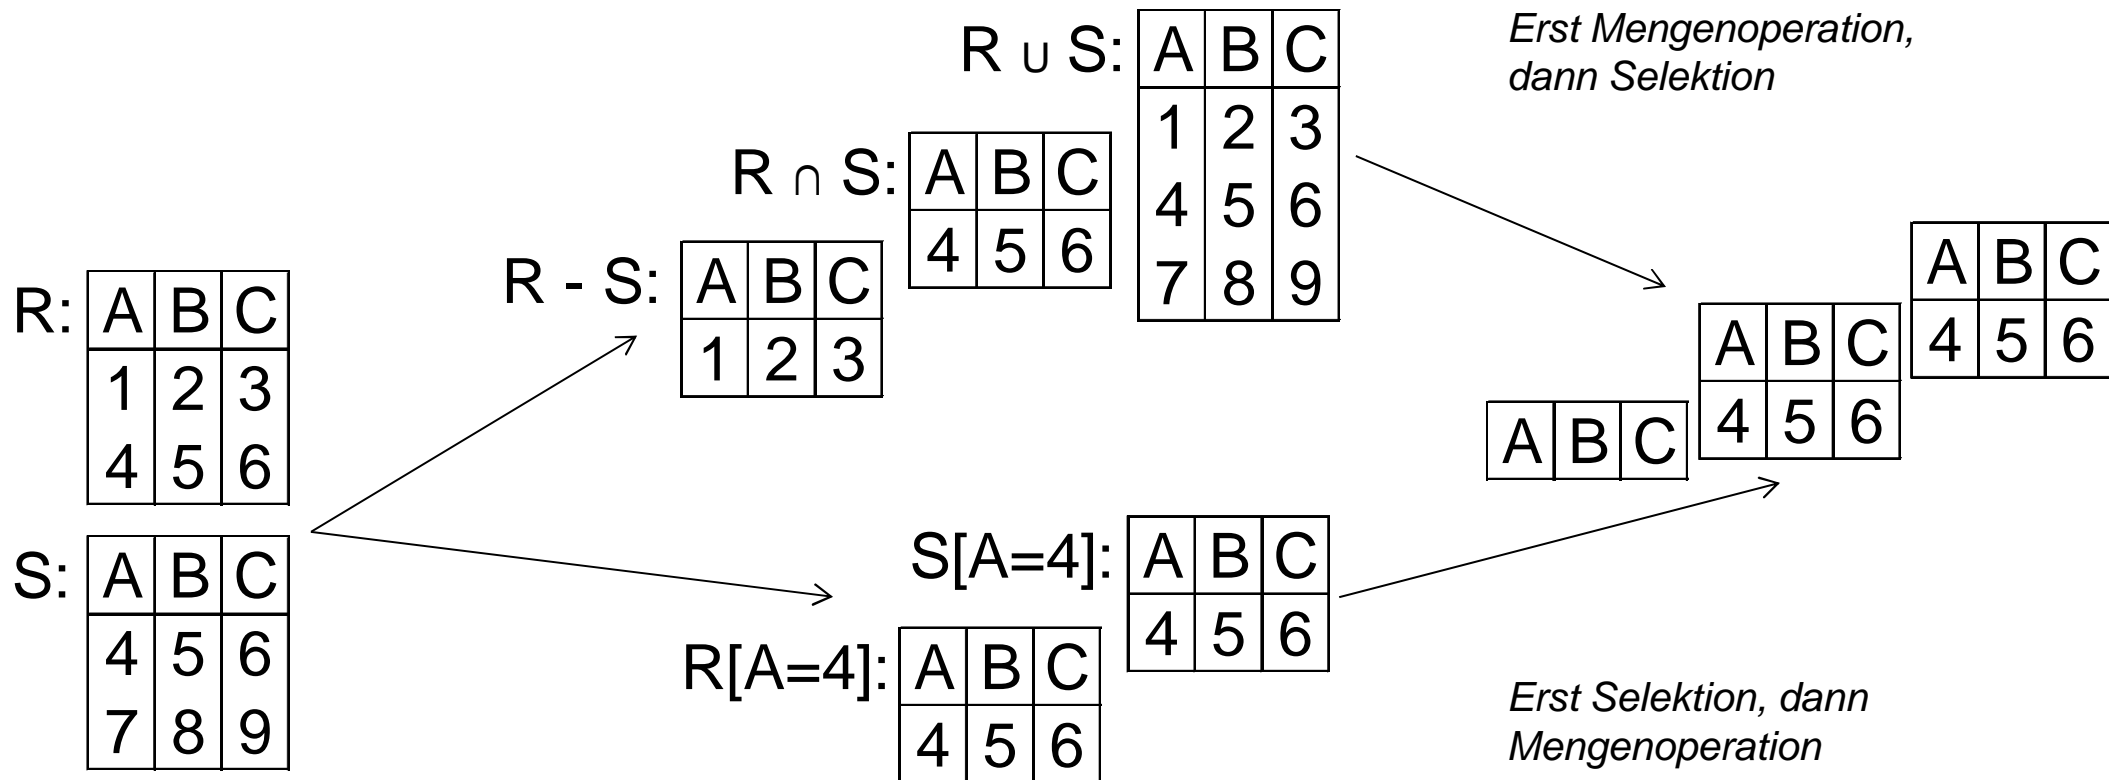 R ∪ S:
A B C
1 2 3
4 5 6
7 8 9
Erst Mengenoperation,
dann Selektion
R ∩ S:
A B C
4 5 6
R - S:
A B C
1 2 3
R:
A B C
1 2 3
4 5 6
S:
A B C
4 5 6
7 8 9
A B C
4 5 6
A B C
4 5 6
A B C
S[A=4]:
A B C
4 5 6
R[A=4]:
A B C
4 5 6
Erst Selektion, dann
Mengenoperation